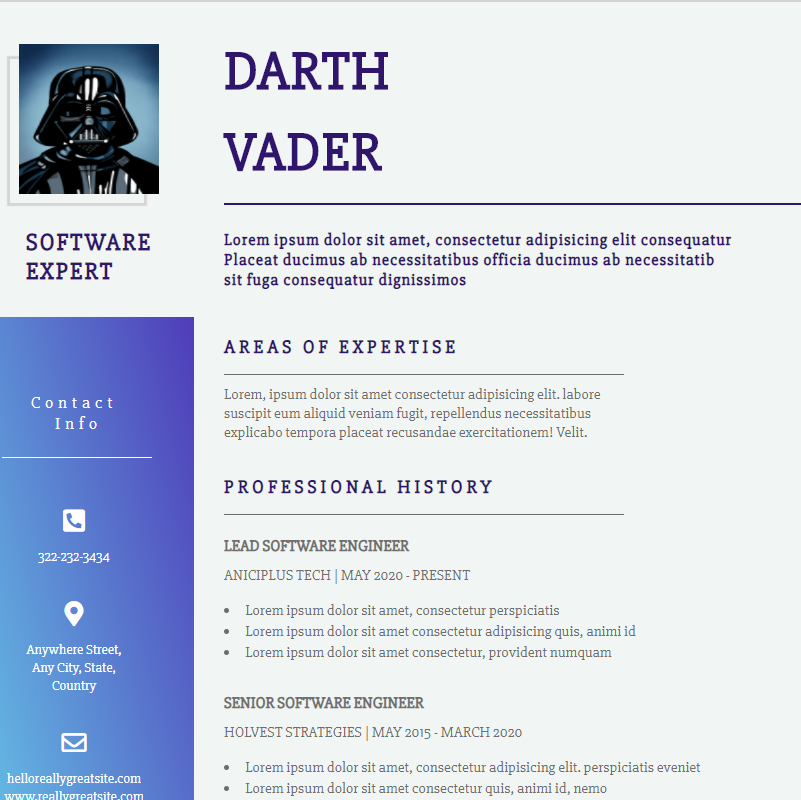 DARTH
VADER
SOFTWARE
EXPERT
Lorem ipsum dolor sit amet, consectetur adipisicing elit consequatur
Placeat ducimus ab necessitatibus officia ducimus ab necessitatib
sit fuga consequatur dignissimos
Contact
Info
322-232-3434
Anywhere Street,
Any City, State,
Country
helloreallygreatsite.com
www.reallygreatsite.com
AREAS OF EXPERTISE
Lorem, ipsum dolor sit amet consectetur adipisicing elit. labore
suscipit eum aliquid veniam fugit, repellendus necessitatibus
explicabo tempora placeat recusandae exercitationem! Velit.
PROFESSIONAL HISTORY
LEAD SOFTWARE ENGINEER
ANICIPLUS TECH | MAY 2020 - PRESENT
• Lorem ipsum dolor sit amet, consectetur perspiciatis
• Lorem ipsum dolor sit amet consectetur adipisicing quis, animi id
• Lorem ipsum dolor sit amet consectetur, provident numquam
SENIOR SOFTWARE ENGINEER
HOLVEST STRATEGIES | MAY 2015 - MARCH 2020
• Lorem ipsum dolor sit amet, consectetur adipisicing elit. perspiciatis eveniet
• Lorem ipsum dolor sit amet consectetur quis, animi id, nemo